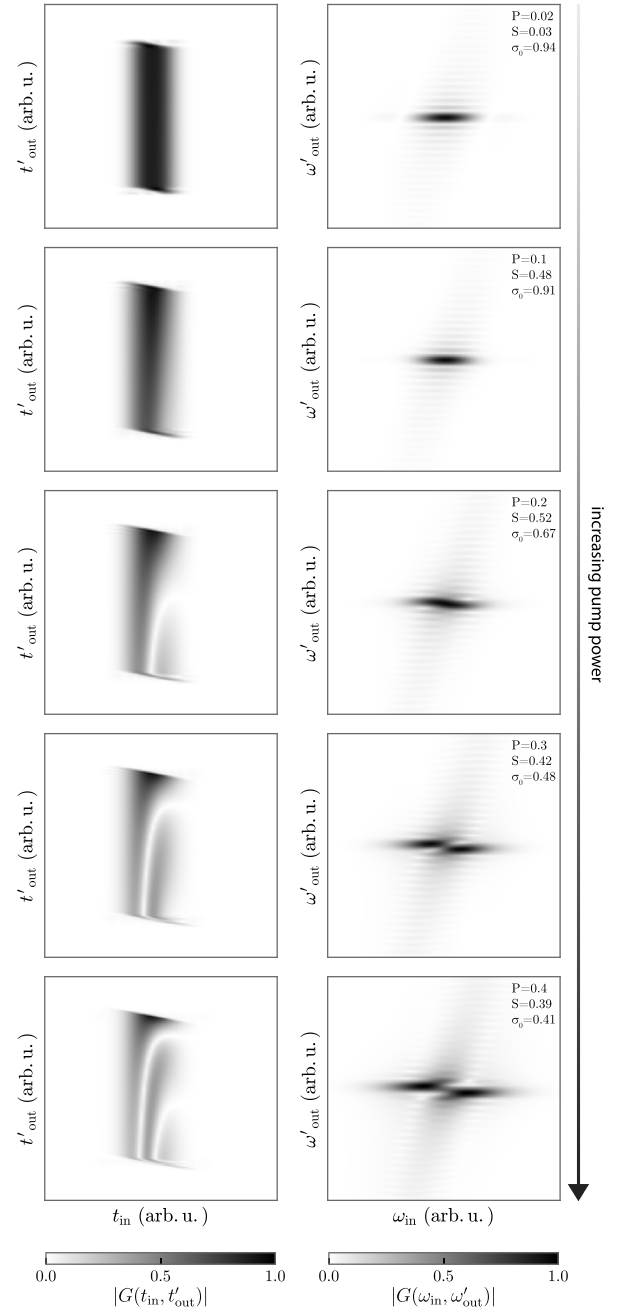 t′out (arb. u.)
ω′out (arb. u.)
P=0.02
S=0.03
σ0=0.94
t′out (arb. u.)
ω′out (arb. u.)
P=0.1
S=0.48
σ0=0.91
t′out (arb. u.)
ω′out (arb. u.)
P=0.2
S=0.52
σ0=0.67
increasing pump power
t′out (arb. u.)
ω′out (arb. u.)
P=0.3
S=0.42
σ0=0.48
t′out (arb. u.)
ω′out (arb. u.)
P=0.4
S=0.39
σ0=0.41
tin (arb. u.)
ωin (arb. u.)
0.0 0.5 1.0
|G(tin, t′out)|
0.0 0.5 1.0
|G(ωin, ω′out)|